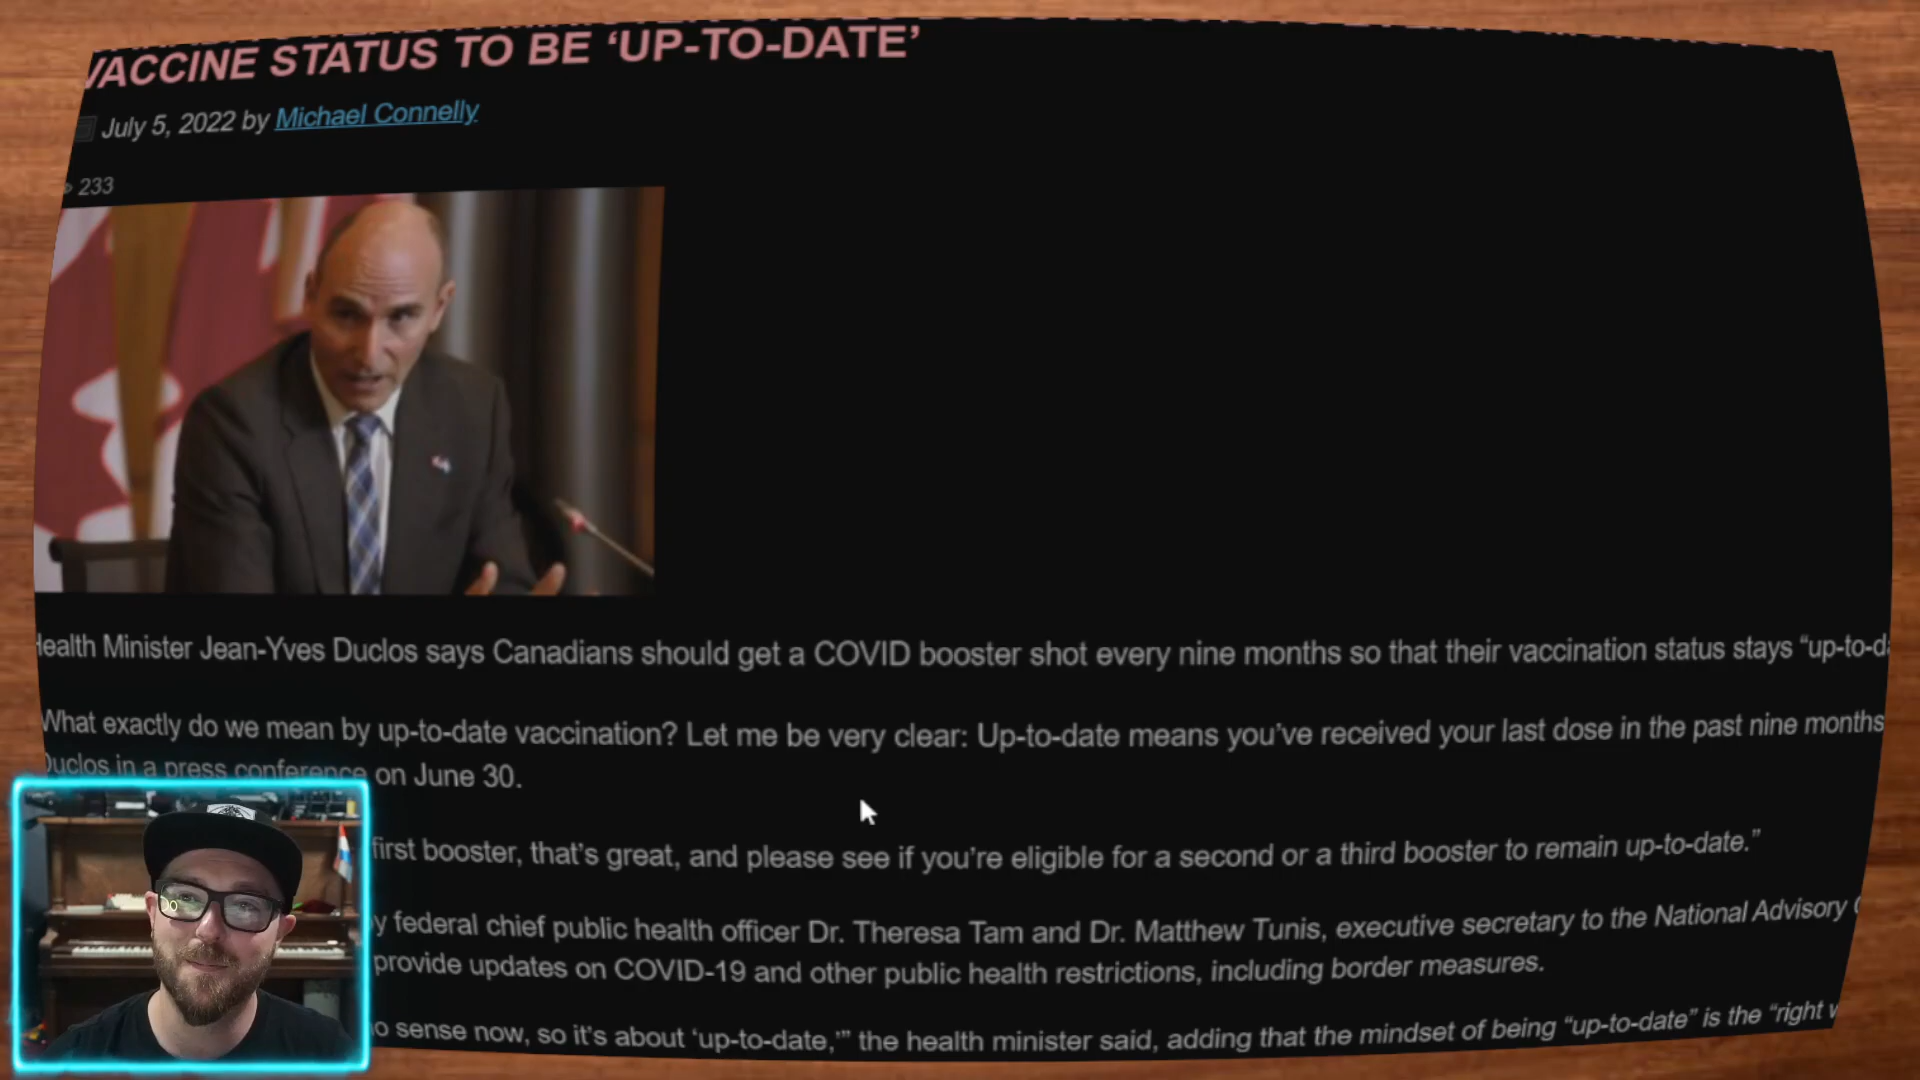 VACCINE STATUS TO BE ‘UP-TO-DATE’
July 5, 2022 by Michael Connelly
233
Health Minister Jean-Yves Duclos says Canadians should get a COVID booster shot every nine months so that their vaccination status stays “up-to-da
What exactly do we mean by up-to-date vaccination? Let me be very clear: Up-to-date means you’ve received your last dose in the past nine months
Duclos in a press conference on June 30.
first booster, that’s great, and please see if you’re eligible for a second or a third booster to remain up-to-date.”
y federal chief public health officer Dr. Theresa Tam and Dr. Matthew Tunis, executive secretary to the National Advisory
provide updates on COVID-19 and other public health restrictions, including border measures.
o sense now, so it’s about ‘up-to-date,’” the health minister said, adding that the mindset of being “up-to-date” is the “right